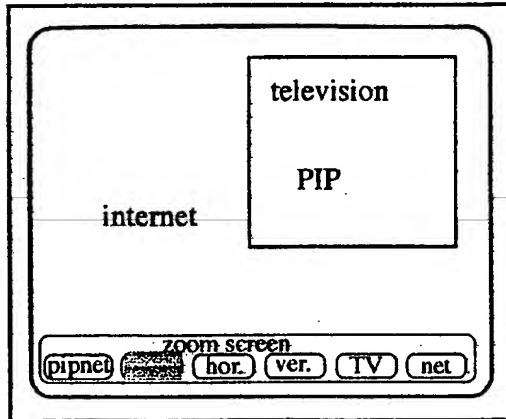 television
PIP
internet
zoom screen
pipnet hor. ver. TV net